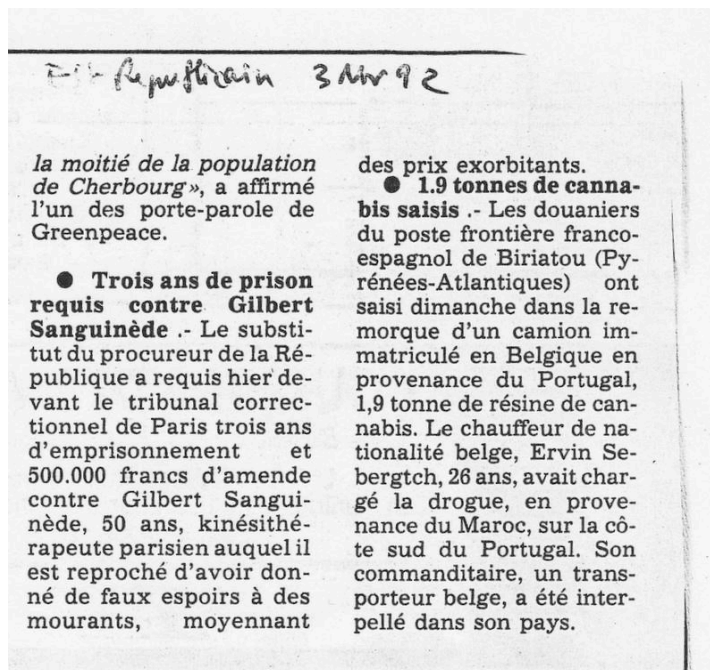 Republicain 3 Nov 92
la moitié de la population
de Cherbourg», a affirmé
l'un des porte-parole de
Greenpeace.
● Trois ans de prison
requis contre Gilbert
Sanguinède .- Le substi-
tut du procureur de la Ré-
publique a requis hier de-
vant le tribunal correc-
tionnel de Paris trois ans
d'emprisonnement et
500.000 francs d'amende
contre Gilbert Sangui-
nède, 50 ans, kinésithé-
rapeute parisien auquel il
est reproché d'avoir don-
né de faux espoirs à des
mourants, moyennant
des prix exorbitants.
● 1.9 tonnes de canna-
bis saisis .- Les douaniers
du poste frontière franco-
espagnol de Biriatou (Py-
rénées-Atlantiques) ont
saisi dimanche dans la re-
morque d'un camion im-
matriculé en Belgique en
provenance du Portugal,
1,9 tonne de résine de can-
nabis. Le chauffeur de na-
tionalité belge, Ervin Se-
bergtch, 26 ans, avait char-
gé la drogue, en prove-
nance du Maroc, sur la cô-
te sud du Portugal. Son
commanditaire, un trans-
porteur belge, a été inter-
pellé dans son pays.